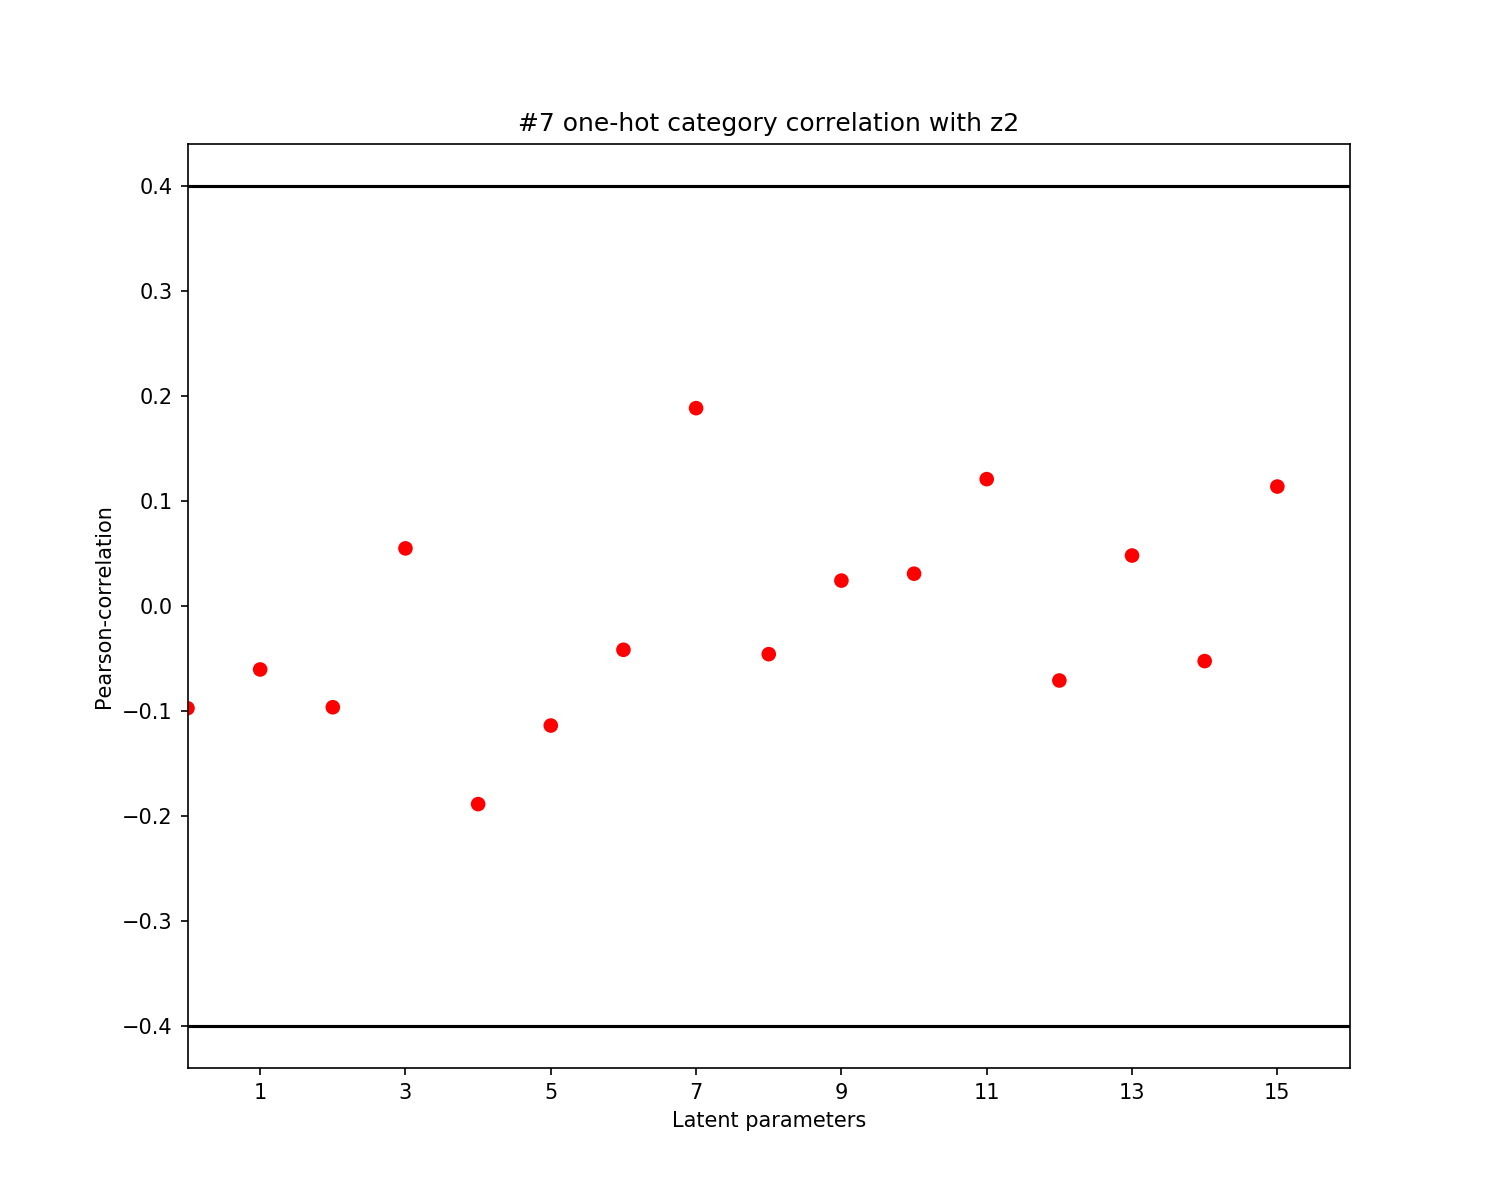 #7 one-hot category correlation with z2
0.4
0.3
0.2
0.1
0.0
−0.1
−0.2
−0.3
−0.4
Pearson-correlation
1 3 5 7 9 11 13 15
Latent parameters